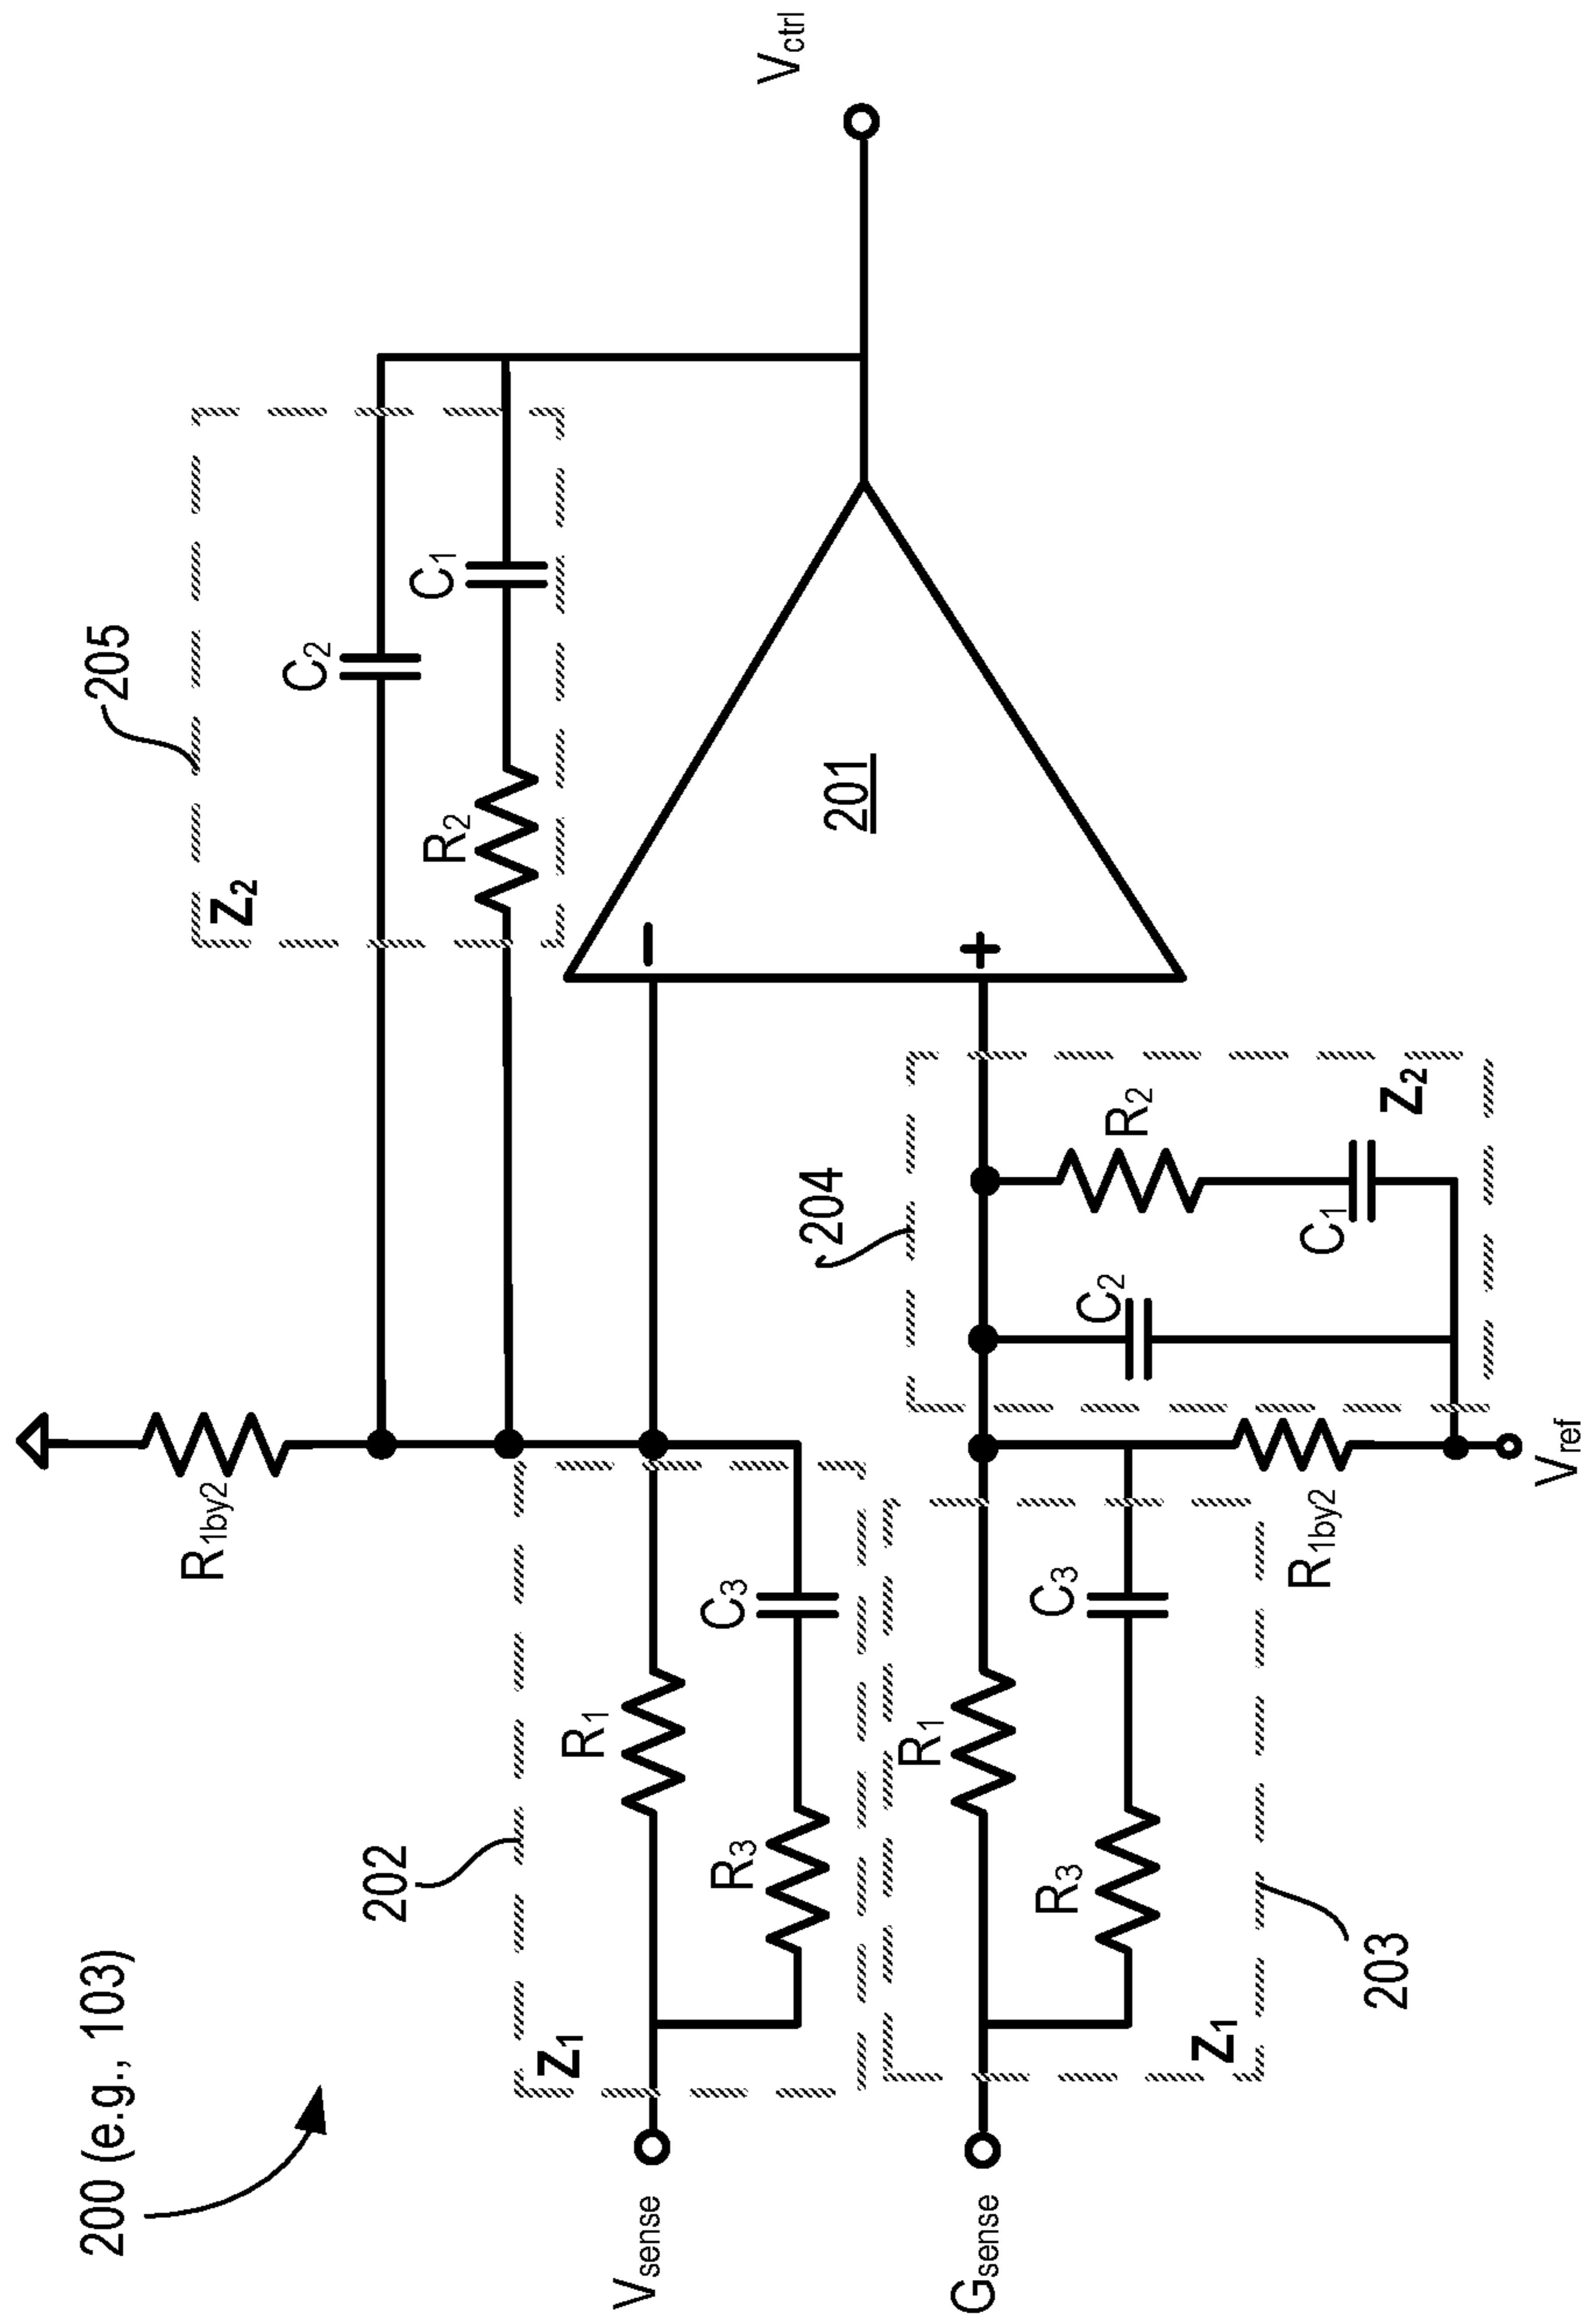 200 (e.g., 103)
R1by2
205
Z2
C2
C1
R2
202
Z1
R1
R3
C3
Vsense
−
201
+
Vctrl
Gsense
Z1
R1
R3
C3
203
204
C2
R2
C1
Z2
R1by2
Vref